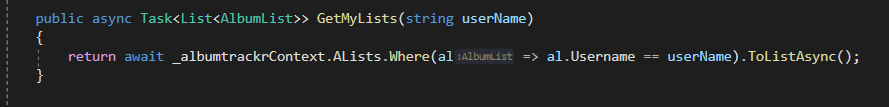 public async Task<List<AlbumList>> GetMyLists(string userName)
{
return await _albumtrackrContext.ALists.Where(al :AlbumList => al.Username == userName).ToListAsync();
}